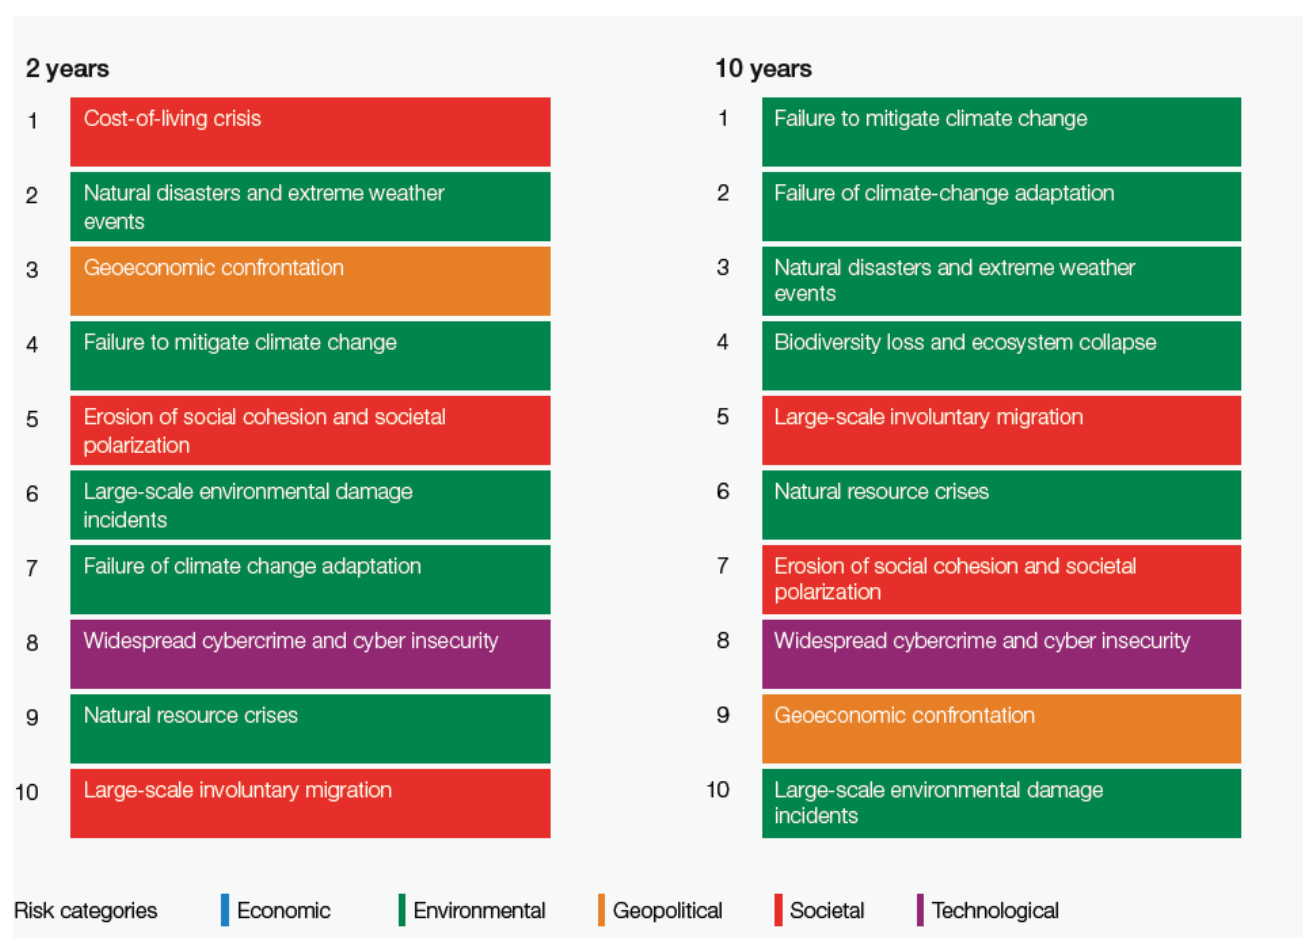 2 years
1 Cost-of-living crisis
2 Natural disasters and extreme weather
events
3 Geoeconomic confrontation
4 Failure to mitigate climate change
5 Erosion of social cohesion and societal
polarization
6 Large-scale environmental damage
incidents
7 Failure of climate change adaptation
8 Widespread cybercrime and cyber insecurity
9 Natural resource crises
10 Large-scale involuntary migration
10 years
1 Failure to mitigate climate change
2 Failure of climate-change adaptation
3 Natural disasters and extreme weather
events
4 Biodiversity loss and ecosystem collapse
5 Large-scale involuntary migration
6 Natural resource crises
7 Erosion of social cohesion and societal
polarization
8 Widespread cybercrime and cyber insecurity
9 Geoeconomic confrontation
10 Large-scale environmental damage
incidents
Risk categories Economic Environmental Geopolitical Societal Technological